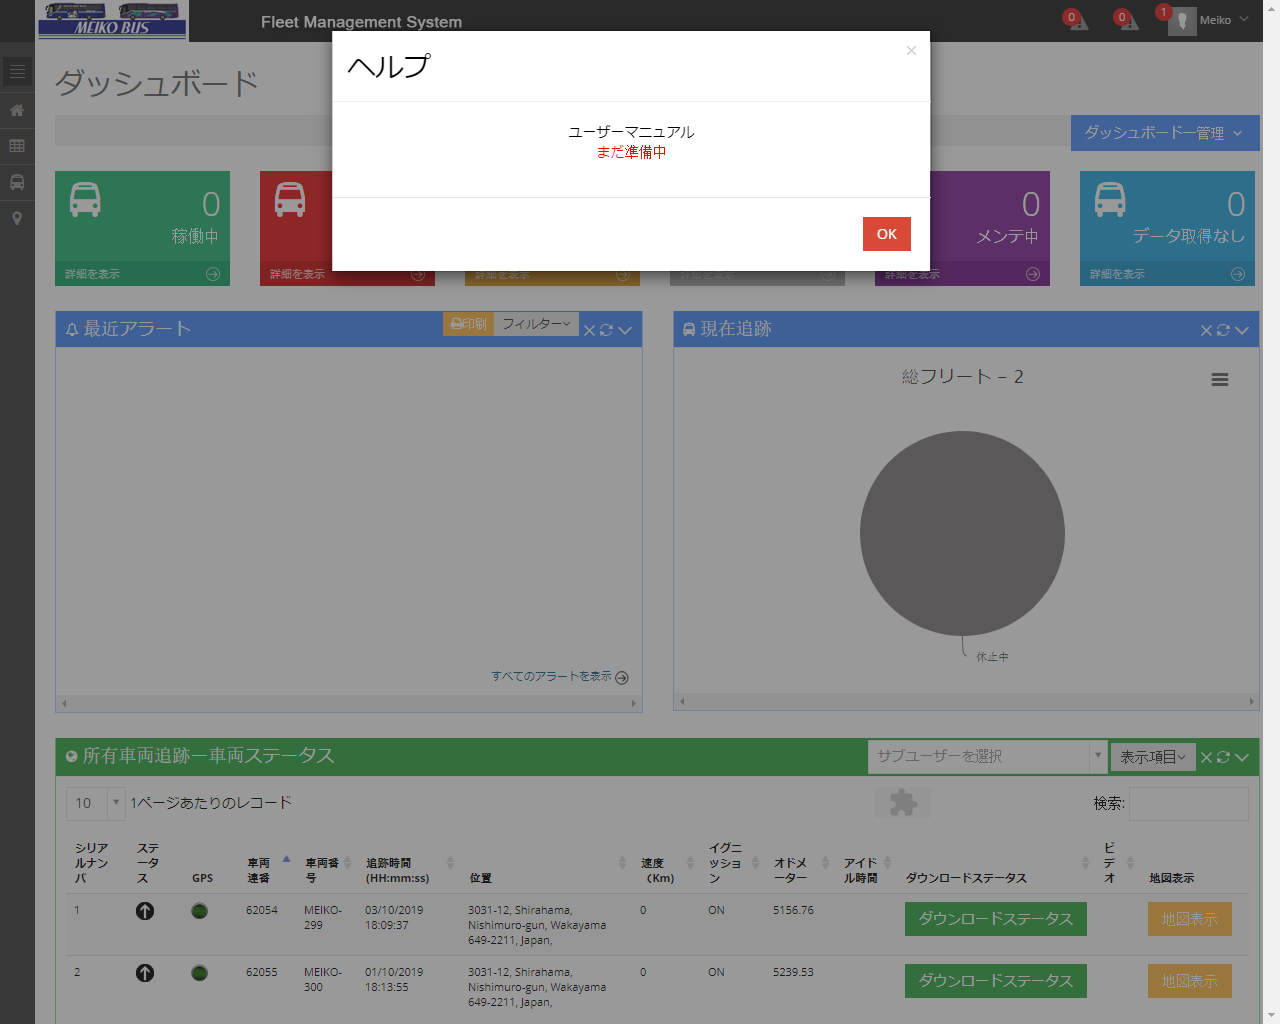 MEIKO BUS
Fleet Management System
0
0
1
Meiko
ヘルプ
×
ダッシュボード
ユーザーマニュアル
まだ準備中
ダッシュボードー管理
OK
0
稼働中
詳細を表示
詳細を表示
詳細を表示
詳細を表示
0
メンテ中
詳細を表示
0
データ取得なし
詳細を表示
最近アラート
印刷
フィルター
すべてのアラートを表示
現在追跡
総フリート – 2
休止中
所有車両追跡ー車両ステータス
サブユーザーを選択
表示項目
10
1ページあたりのレコード
検索:
シリアルナンバ ステータス GPS 車両連番 車両番号 追跡時間 (HH:mm:ss) 位置 速度 (Km) イグニッション オドメーター アイドル時間 ダウンロードステータス ビデオ 地図表示
1 62054 MEIKO-299 03/10/2019 18:09:37 3031-12, Shirahama, Nishimuro-gun, Wakayama 649-2211, Japan, 0 ON 5156.76 ダウンロードステータス 地図表示
2 62055 MEIKO-300 01/10/2019 18:13:55 3031-12, Shirahama, Nishimuro-gun, Wakayama 649-2211, Japan, 0 ON 5239.53 ダウンロードステータス 地図表示